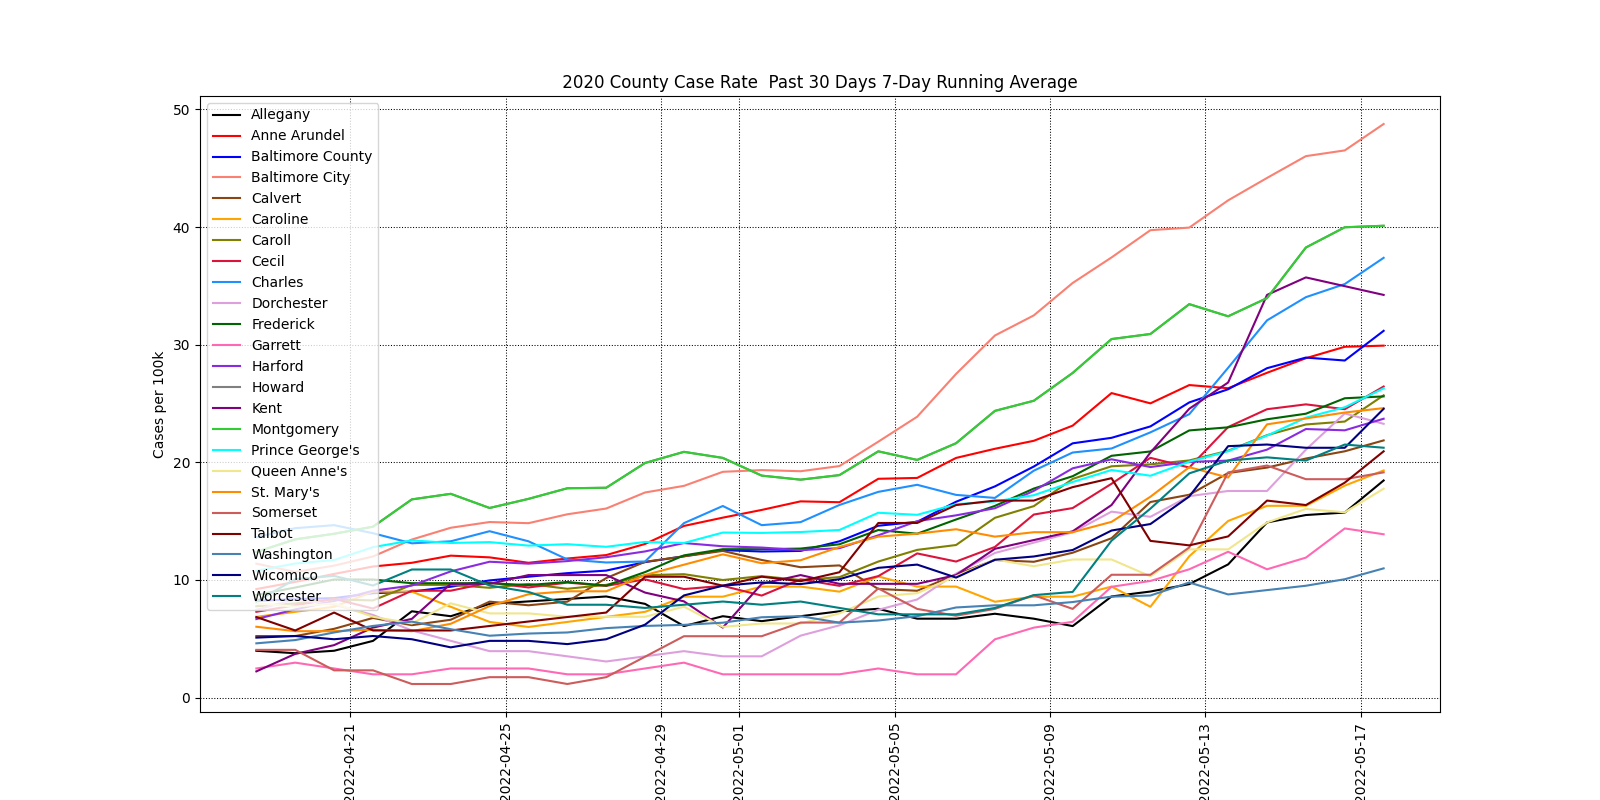 2020 County Case Rate  Past 30 Days 7-Day Running Average
Cases per 100k
50
40
30
20
10
0
Allegany
Anne Arundel
Baltimore County
Baltimore City
Calvert
Caroline
Caroll
Cecil
Charles
Dorchester
Frederick
Garrett
Harford
Howard
Kent
Montgomery
Prince George's
Queen Anne's
St. Mary's
Somerset
Talbot
Washington
Wicomico
Worcester
2022-04-21
2022-04-25
2022-04-29
2022-05-01
2022-05-05
2022-05-09
2022-05-13
2022-05-17